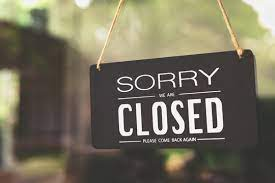 SORRY
WE ARE
CLOSED
PLEASE COME BACK AGAIN